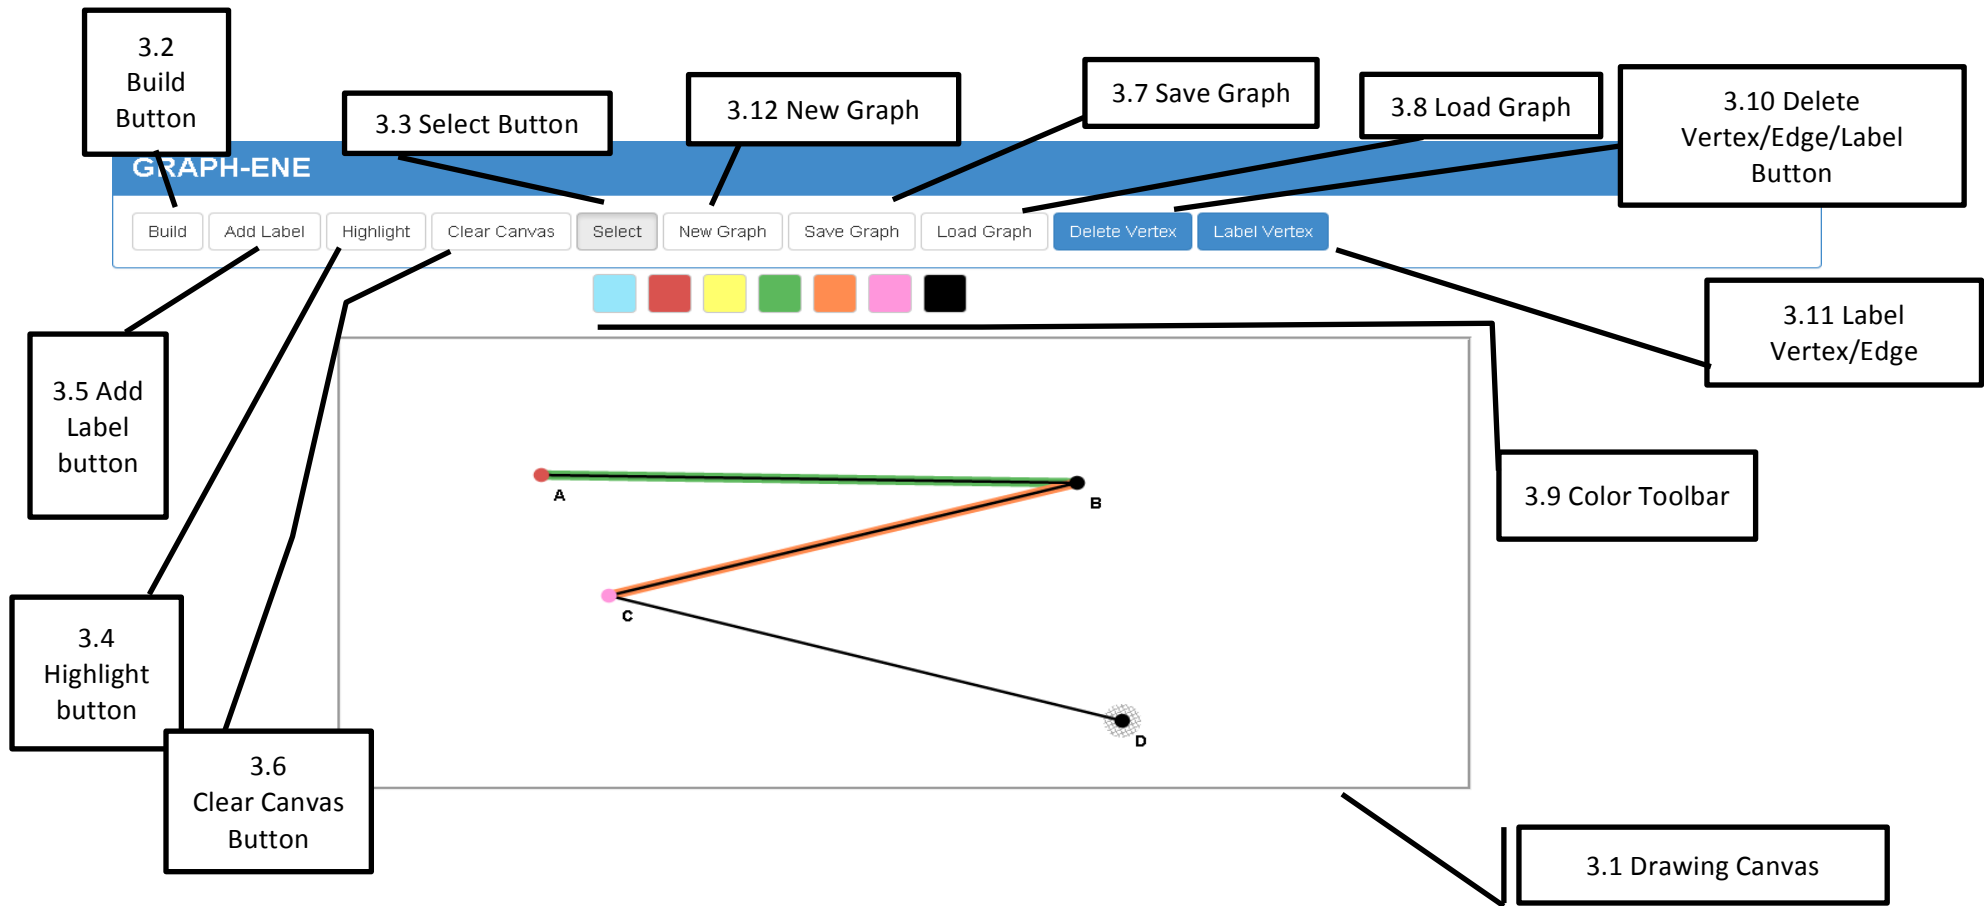 3.2
Build
Button
3.3 Select Button
3.12 New Graph
3.7 Save Graph
3.8 Load Graph
3.10 Delete
Vertex/Edge/Label
Button
GRAPH-ENE
Build
Add Label
Highlight
Clear Canvas
Select
New Graph
Save Graph
Load Graph
Delete Vertex
Label Vertex
3.11 Label
Vertex/Edge
3.5 Add
Label
button
A
B
3.9 Color Toolbar
C
3.4
Highlight
button
D
3.6
Clear Canvas
Button
3.1 Drawing Canvas